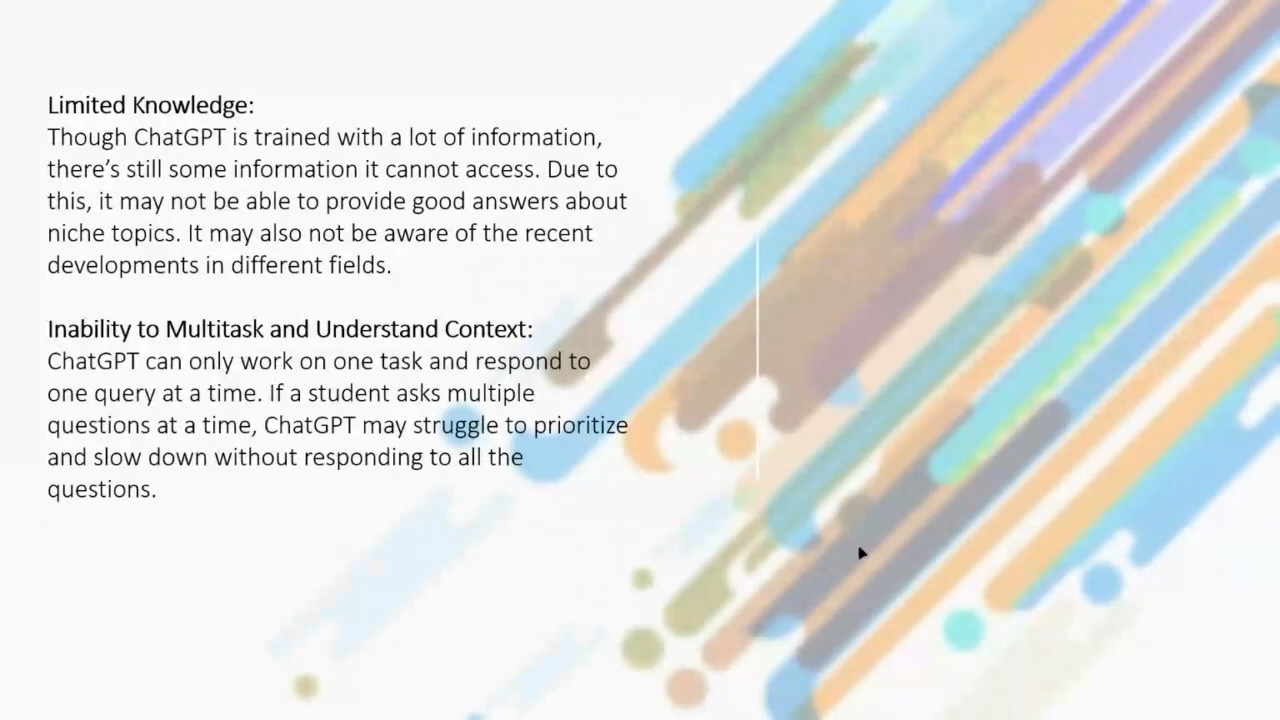 Limited Knowledge:
Though ChatGPT is trained with a lot of information,
there’s still some information it cannot access. Due to
this, it may not be able to provide good answers about
niche topics. It may also not be aware of the recent
developments in different fields.
Inability to Multitask and Understand Context:
ChatGPT can only work on one task and respond to
one query at a time. If a student asks multiple
questions at a time, ChatGPT may struggle to prioritize
and slow down without responding to all the
questions.